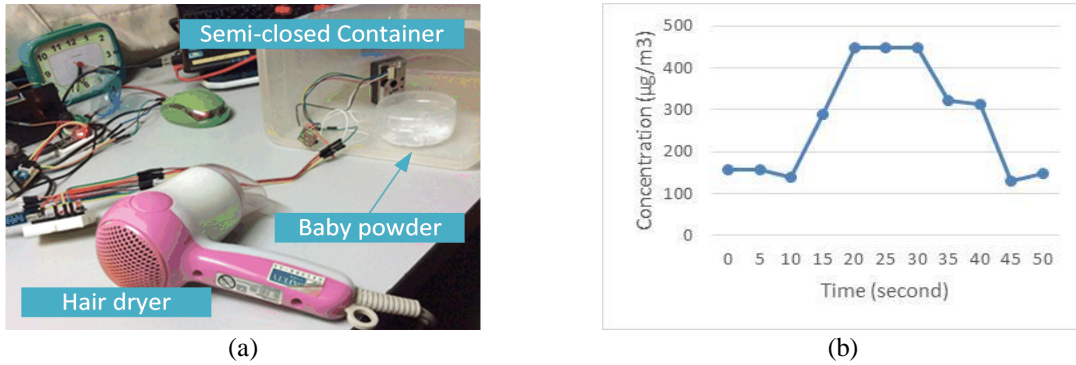 Semi-closed Container
Baby powder
Hair dryer
(a)
500
400
300
200
100
0
Concentration (µg/m3)
0 5 10 15 20 25 30 35 40 45 50
Time (second)
(b)